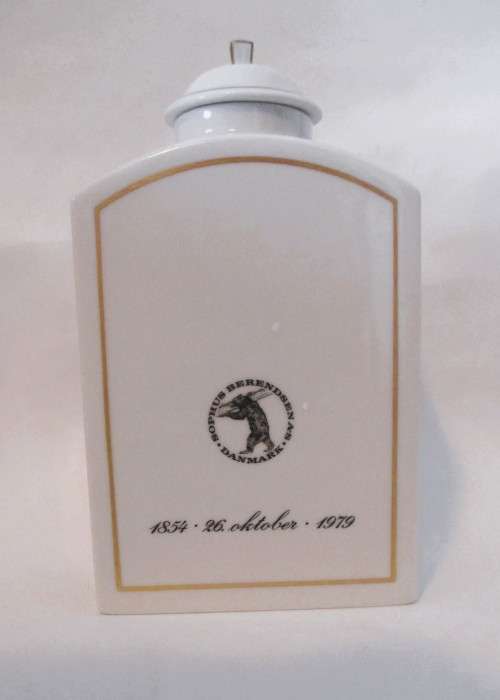 SOPHUS BERENDSEN A/S
· DANMARK ·
1854 · 26. oktober · 1979